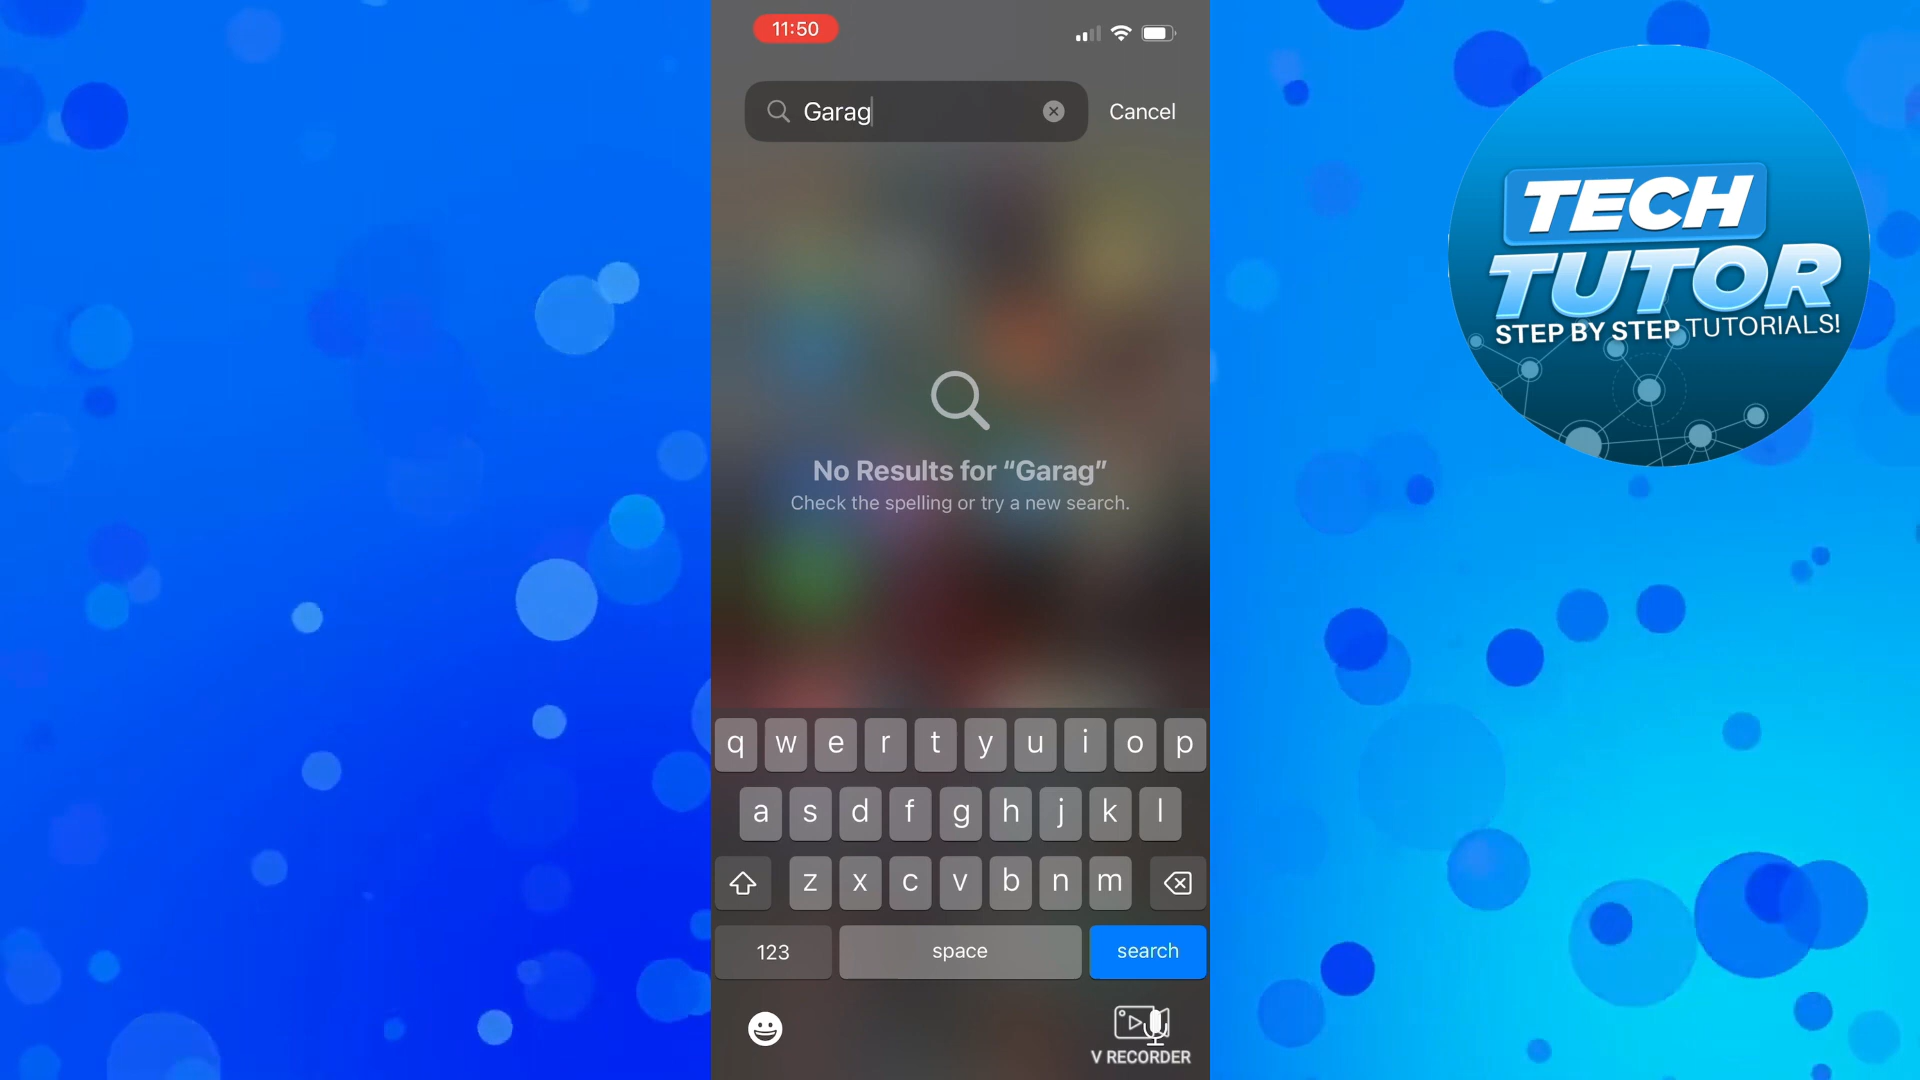 11:50
Garag
Cancel
TECH
TUTOR
STEP BY STEP TUTORIALS!
No Results for “Garag”
Check the spelling or try a new search.
q w e r t y u i o p
a s d f g h j k l
z x c v b n m
123 space search
V RECORDER